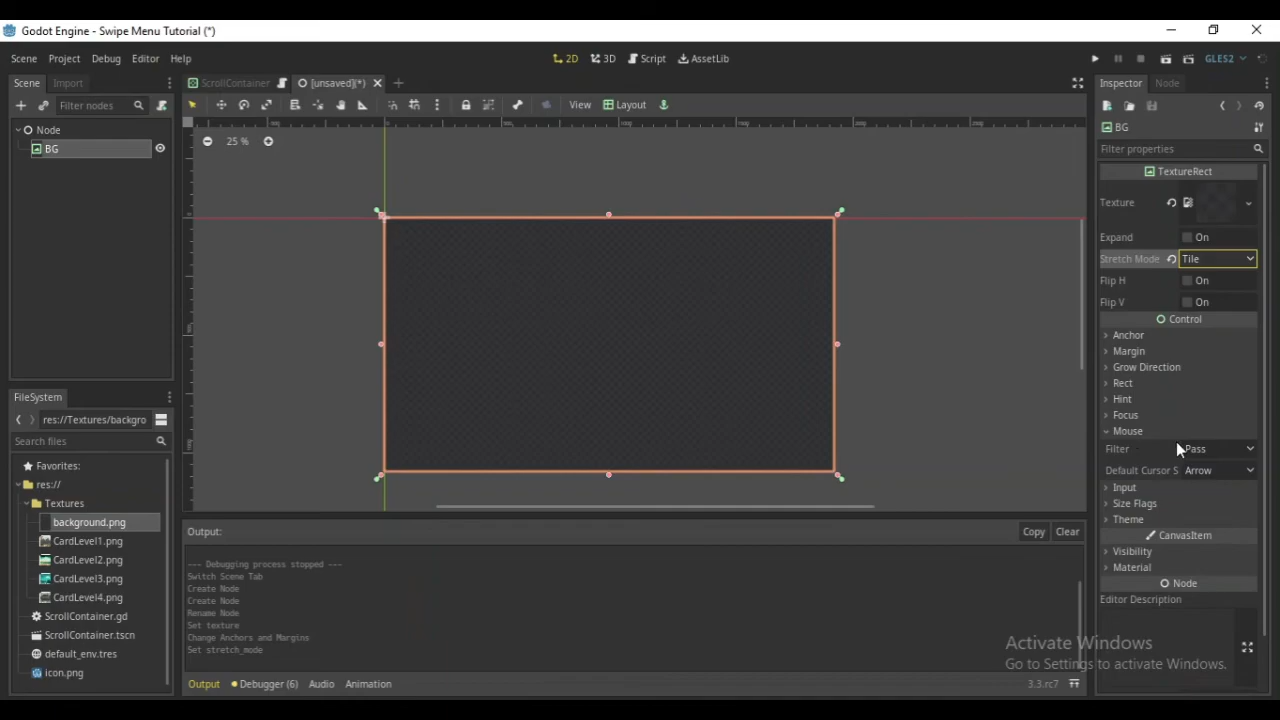 Godot Engine - Swipe Menu Tutorial (*)
Scene Project Debug Editor Help
2D 3D Script AssetLib
GLES2
Scene Import
ScrollContainer [unsaved](*)
Inspector Node
Filter nodes
View Layout
Node
BG
25 %
BG
Filter properties
TextureRect
Texture
Expand On
Stretch Mode Tile
Flip H On
Flip V On
Control
Anchor
Margin
Grow Direction
Rect
Hint
Focus
Mouse
Filter Pass
Default Cursor S Arrow
Input
Size Flags
Theme
CanvasItem
Visibility
Material
Node
Editor Description
FileSystem
res://Textures/backgro
Search files
Favorites:
res://
Textures
background.png
CardLevel1.png
CardLevel2.png
CardLevel3.png
CardLevel4.png
ScrollContainer.gd
ScrollContainer.tscn
default_env.tres
icon.png
Output:
Copy Clear
--- Debugging process stopped ---
Switch Scene Tab
Create Node
Create Node
Rename Node
Set texture
Change Anchors and Margins
Set stretch_mode
Output Debugger (6) Audio Animation
3.3.rc7
Activate Windows
Go to Settings to activate Windows.